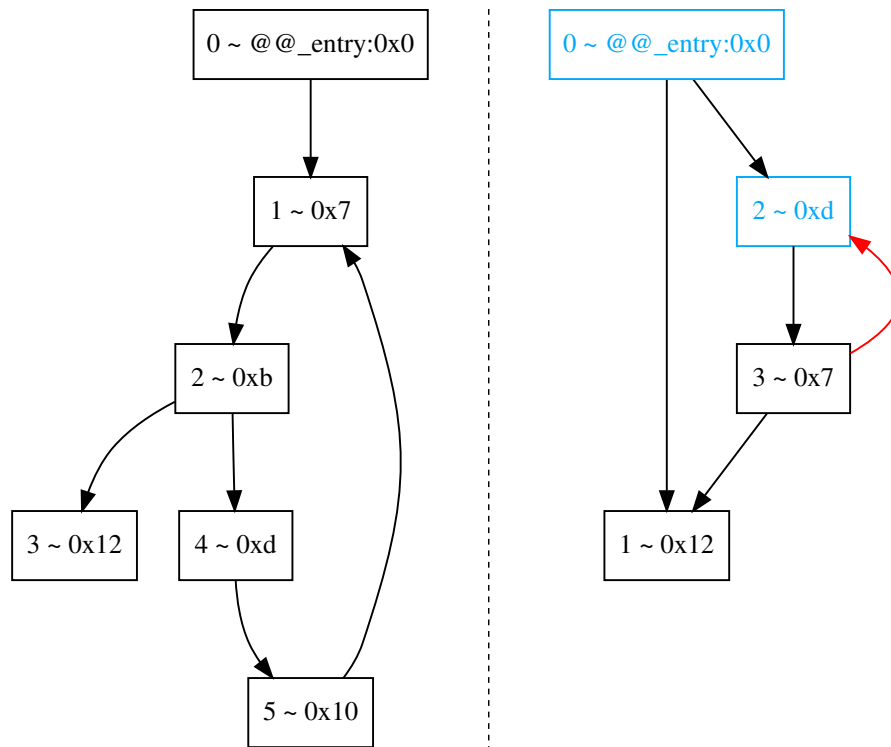 0 ~ @@_entry:0x0
1 ~ 0x7
2 ~ 0xb
3 ~ 0x12
4 ~ 0xd
5 ~ 0x10
0 ~ @@_entry:0x0
2 ~ 0xd
3 ~ 0x7
1 ~ 0x12